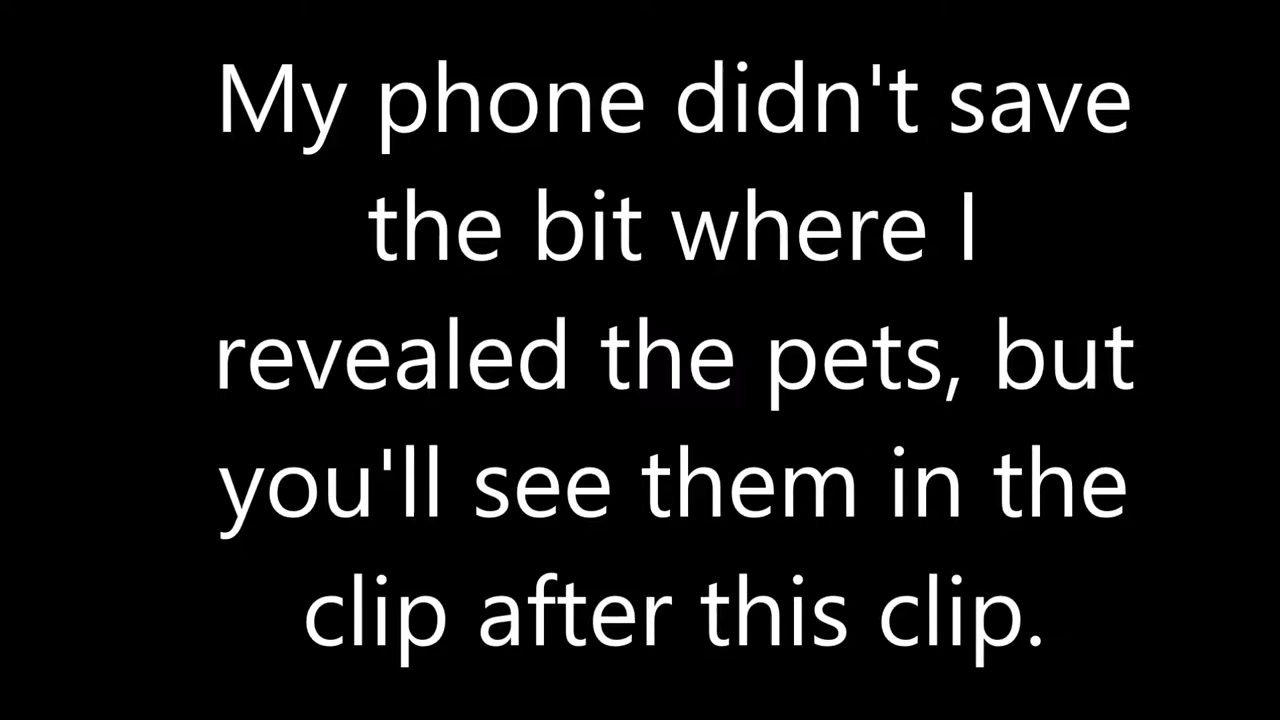 My phone didn't save
the bit where I
revealed the pets, but
you'll see them in the
clip after this clip.